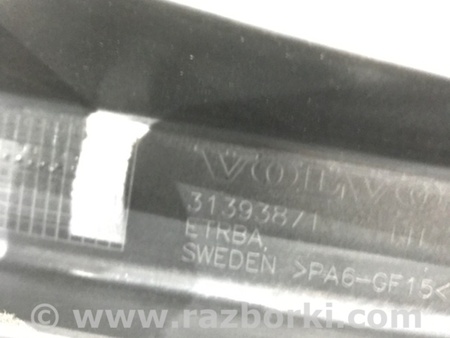 VOLVO
31393871
ETRBA
SWEDEN >PA6-GF15<
© www.razborki.com